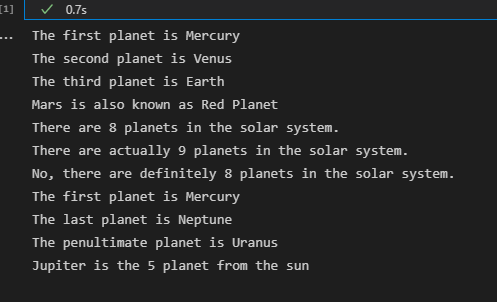 [1] 0.7s
... The first planet is Mercury
The second planet is Venus
The third planet is Earth
Mars is also known as Red Planet
There are 8 planets in the solar system.
There are actually 9 planets in the solar system.
No, there are definitely 8 planets in the solar system.
The first planet is Mercury
The last planet is Neptune
The penultimate planet is Uranus
Jupiter is the 5 planet from the sun